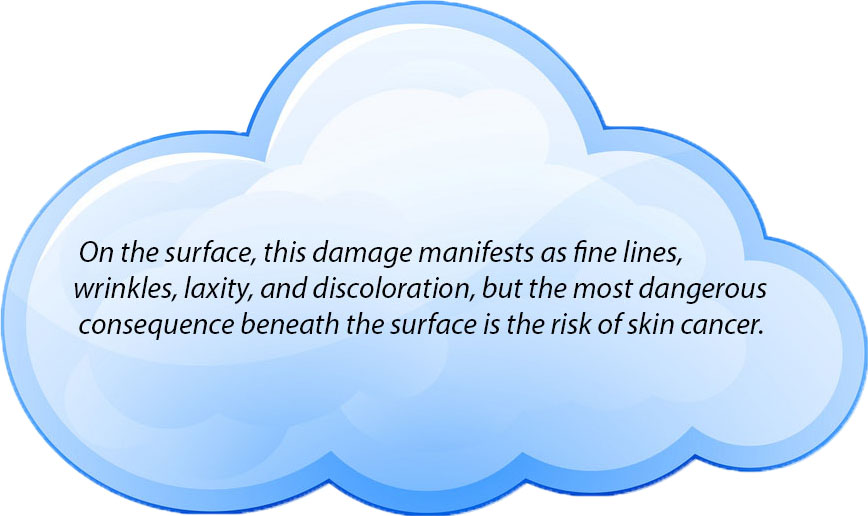 On the surface, this damage manifests as fine lines,
wrinkles, laxity, and discoloration, but the most dangerous
consequence beneath the surface is the risk of skin cancer.